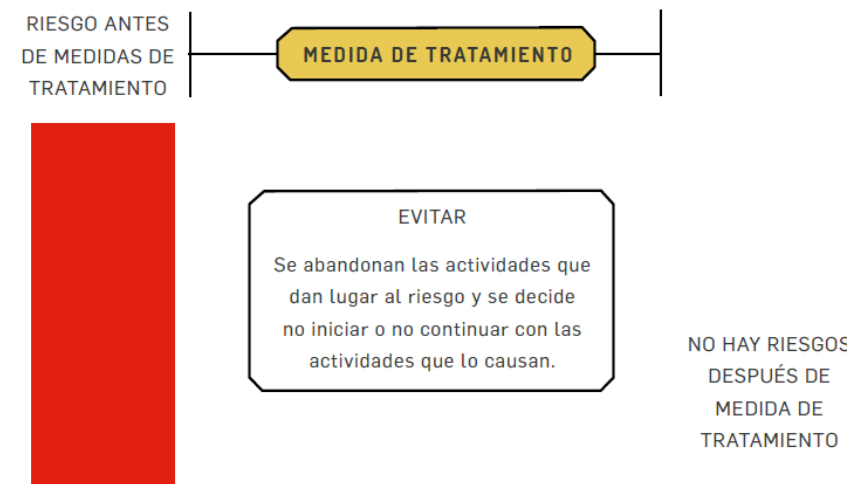 RIESGO ANTES
DE MEDIDAS DE
TRATAMIENTO
MEDIDA DE TRATAMIENTO
EVITAR
Se abandonan las actividades que
dan lugar al riesgo y se decide
no iniciar o no continuar con las
actividades que lo causan.
NO HAY RIESGOS
DESPUÉS DE
MEDIDA DE
TRATAMIENTO